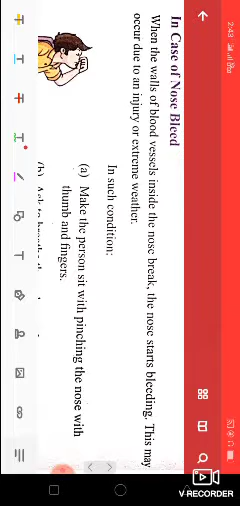 2:43
In Case of Nose Bleed
When the walls of blood vessels inside the nose break, the nose starts bleeding. This may
occur due to an injury or extreme weather.
In such condition:
(a) Make the person sit with pinching the nose with
thumb and fingers.
V-RECORDER